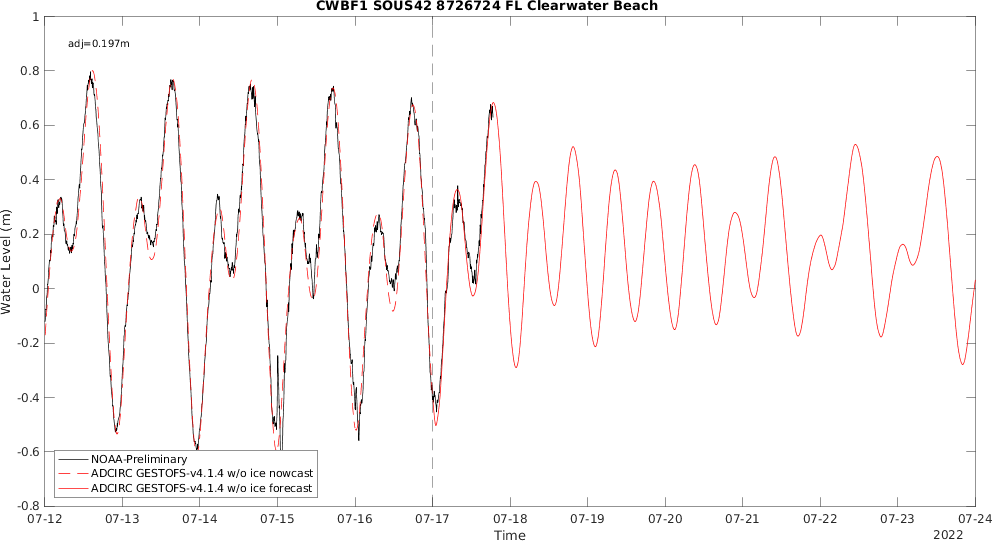 CWBF1 SOUS42 8726724 FL Clearwater Beach
1
adj=0.197m
0.8
0.6
0.4
0.2
0
-0.2
-0.4
-0.6
-0.8
Water Level (m)
NOAA-Preliminary
ADCIRC GESTOFS-v4.1.4 w/o ice nowcast
ADCIRC GESTOFS-v4.1.4 w/o ice forecast
07-12 07-13 07-14 07-15 07-16 07-17 07-18 07-19 07-20 07-21 07-22 07-23 07-24
Time
2022